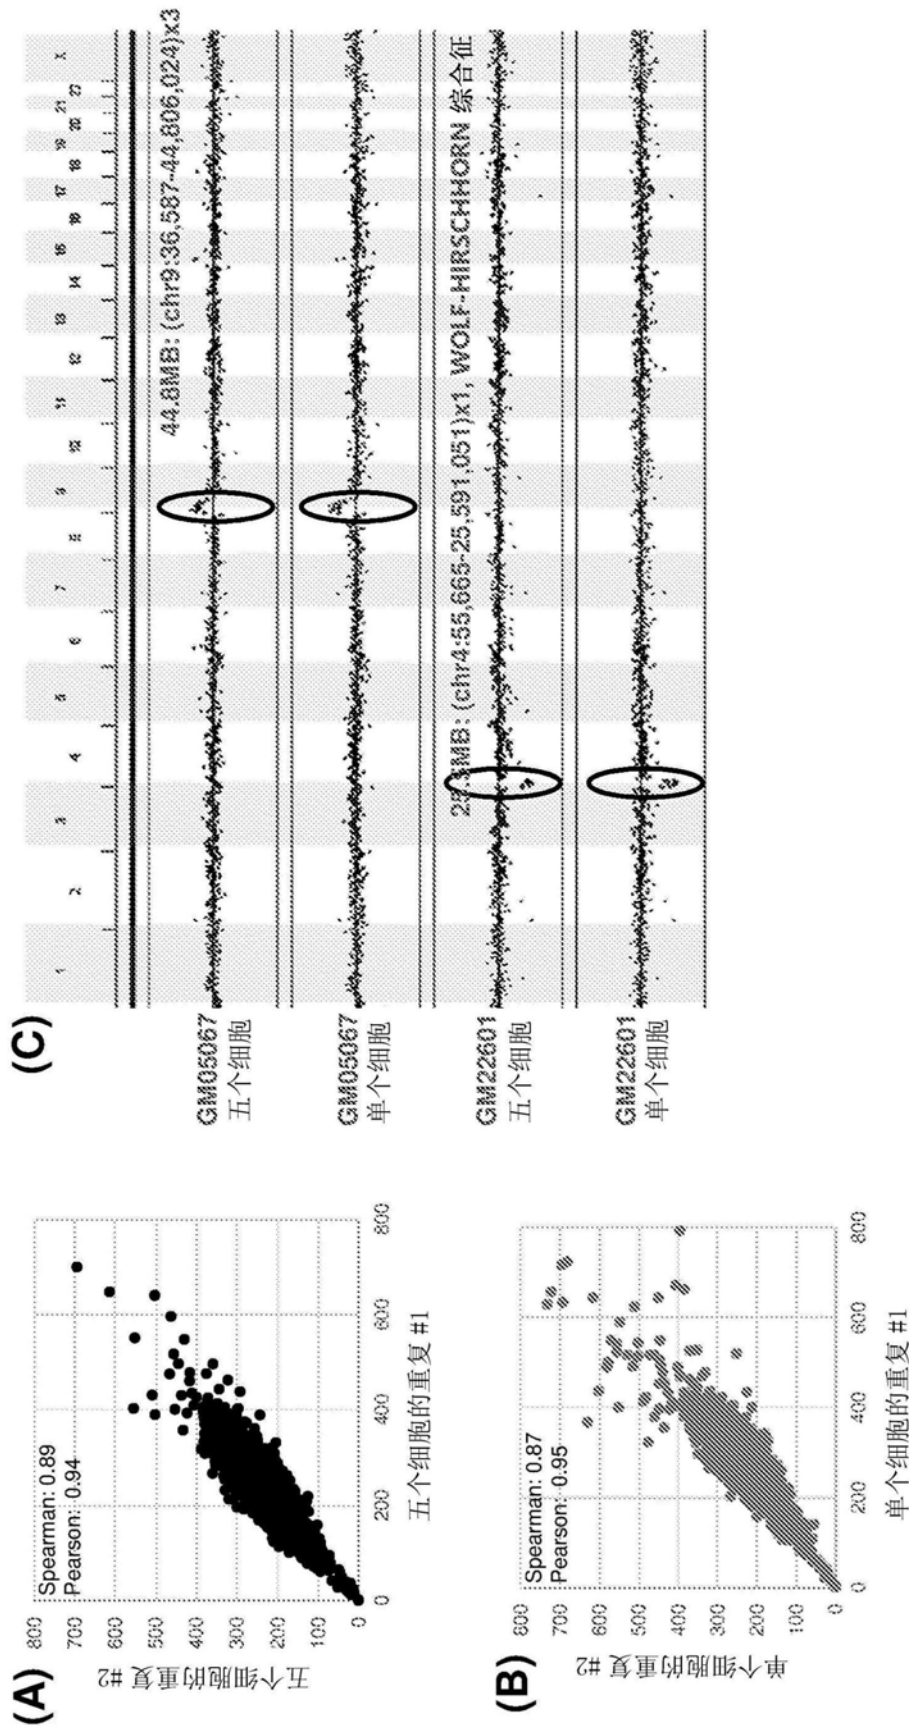 (A)
Spearman: 0.89
Pearson: 0.94
800
700
600
500
400
300
200
100
0
0
200
400
600
800
五个细胞的重复 #2
五个细胞的重复 #1
(B)
Spearman: 0.87
Pearson: 0.95
800
700
600
500
400
300
200
100
0
0
200
400
600
800
单个细胞的重复 #2
单个细胞的重复 #1
(C)
1
2
3
4
5
6
7
8
9
10
11
12
13
14
15
16
17
18
19
20
21
22
X
GM05067
五个细胞
44.8MB: (chr9:36,587-44,806,024)x3
GM05067
单个细胞
GM22601
五个细胞
25.5MB: (chr4:55,665-25,591,051)x1, WOLF-HIRSCHHORN 综合征
GM22601
单个细胞